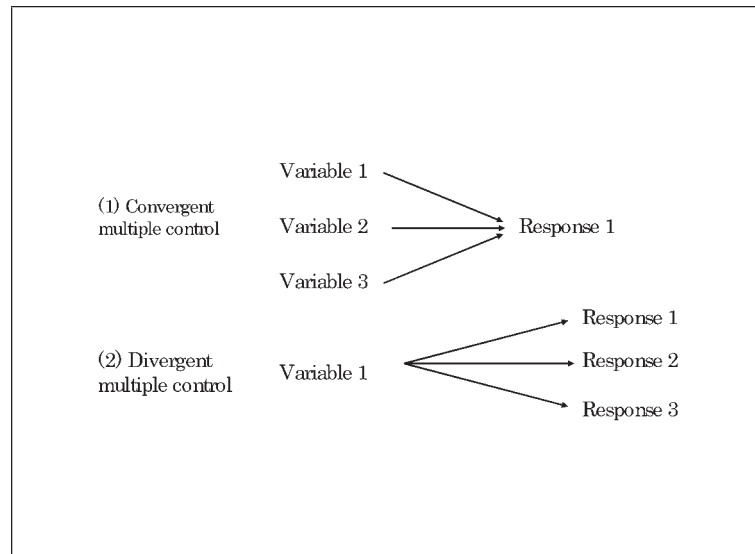 Variable 1
(1) Convergent
multiple control
Variable 2
Response 1
Variable 3
Response 1
(2) Divergent
multiple control
Variable 1
Response 2
Response 3